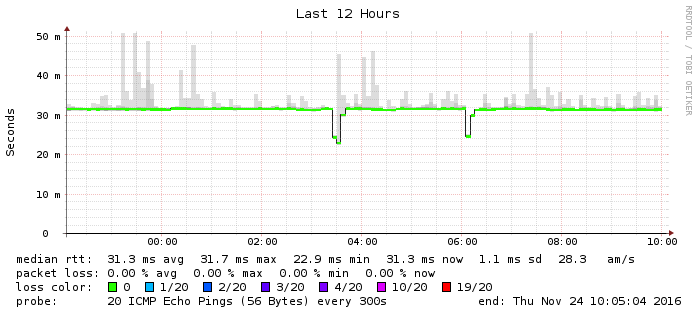 Last 12 Hours
RRDTOOL / TOBI OETIKER
Seconds
50 m
40 m
30 m
20 m
10 m
0
00:00 02:00 04:00 06:00 08:00 10:00
median rtt: 31.3 ms avg 31.7 ms max 22.9 ms min 31.3 ms now 1.1 ms sd 28.3 am/s
packet loss: 0.00 % avg 0.00 % max 0.00 % min 0.00 % now
loss color: 0 1/20 2/20 3/20 4/20 10/20 19/20
probe: 20 ICMP Echo Pings (56 Bytes) every 300s end: Thu Nov 24 10:05:04 2016